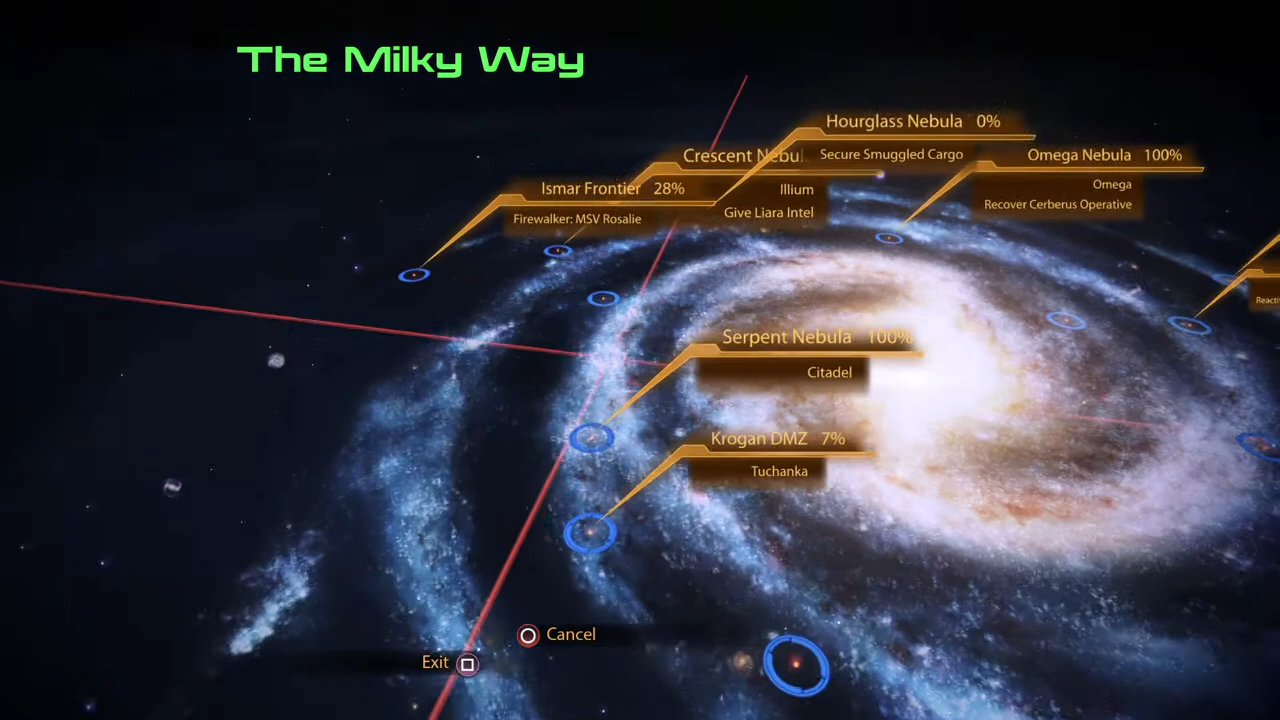 The Milky Way
Hourglass Nebula 0%
Secure Smuggled Cargo
Crescent Nebul
Illium
Give Liara Intel
Omega Nebula 100%
Omega
Recover Cerberus Operative
Ismar Frontier 28%
Firewalker: MSV Rosalie
Reacti
Serpent Nebula 100%
Citadel
Krogan DMZ 7%
Tuchanka
Cancel
Exit